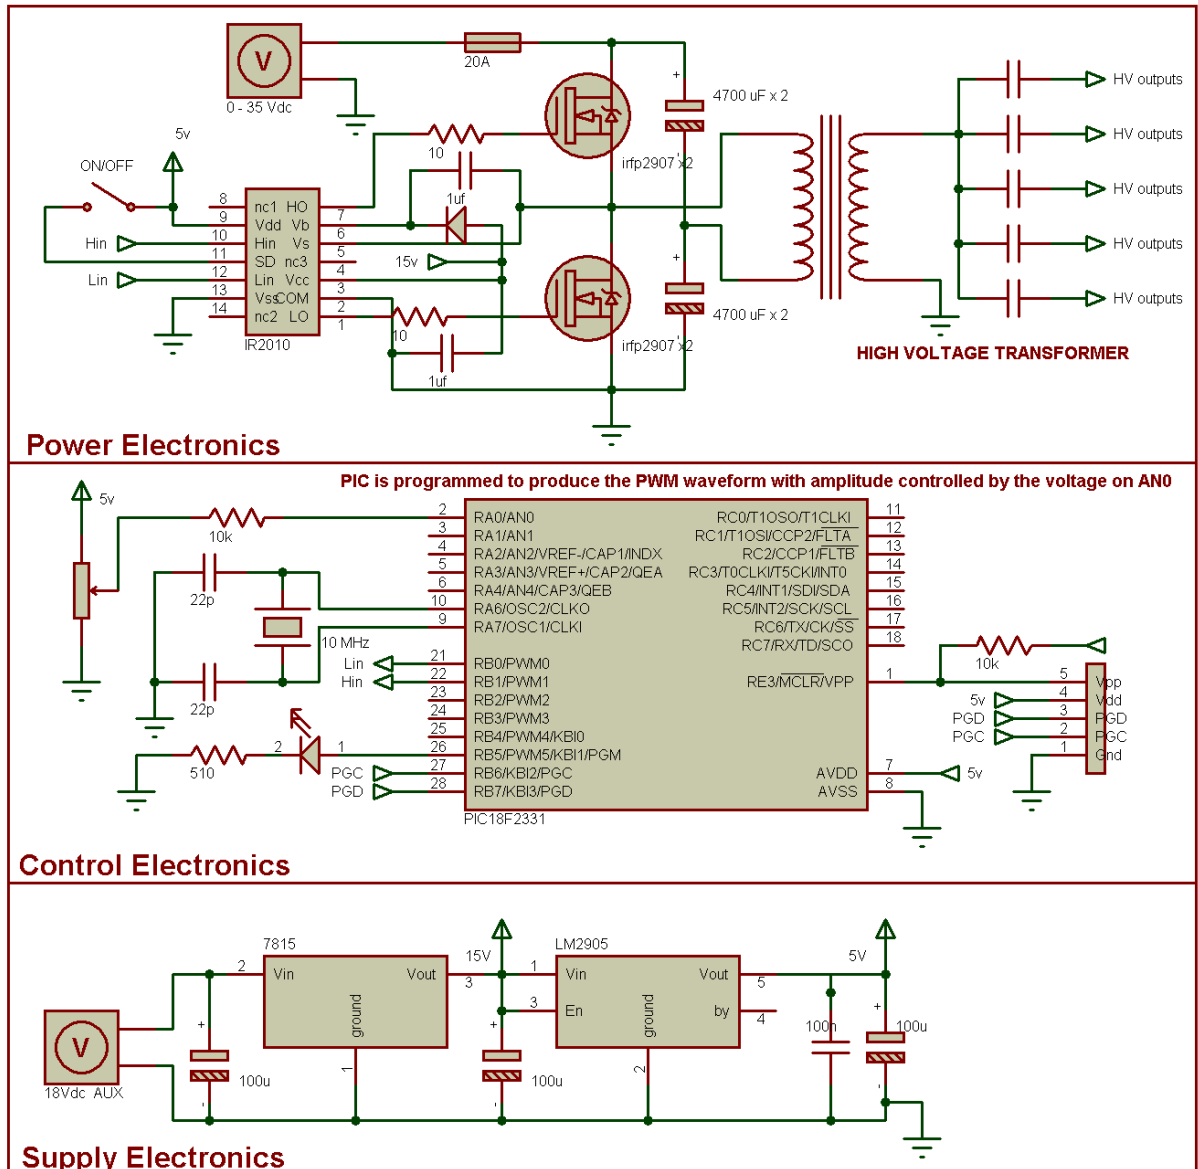 V
0 - 35 Vdc
20A
4700 uF x 2
+
irfp2907 x2
10
1uf
5v
ON/OFF
8 nc1 HO 7
9 Vdd Vb 6
10 Hin Vs 5
11 SD nc3 4
12 Lin Vcc 3
13 Vss COM 2
14 nc2 LO 1
Hin
Lin
IR2010
15v
10
1uf
+
4700 uF x 2
irfp2907 x2
HV outputs
HV outputs
HV outputs
HV outputs
HV outputs
HIGH VOLTAGE TRANSFORMER
Power Electronics
PIC is programmed to produce the PWM waveform with amplitude controlled by the voltage on AN0
5v
10k
22p
10 MHz
22p
Lin
Hin
2 1
510
PGC
PGD
2 RA0/AN0
3 RA1/AN1
4 RA2/AN2/VREF-/CAP1/INDX
5 RA3/AN3/VREF+/CAP2/QEA
6 RA4/AN4/CAP3/QEB
10 RA6/OSC2/CLKO
9 RA7/OSC1/CLKI
21 RB0/PWM0
22 RB1/PWM1
23 RB2/PWM2
24 RB3/PWM3
25 RB4/PWM4/KBI0
26 RB5/PWM5/KBI1/PGM
27 RB6/KBI2/PGC
28 RB7/KBI3/PGD
RC0/T1OSO/T1CLKI 11
RC1/T1OSI/CCP2/FLTA 12
RC2/CCP1/FLTB 13
RC3/T0CLKI/T5CKI/INT0 14
RC4/INT1/SDI/SDA 15
RC5/INT2/SCK/SCL 16
RC6/TX/CK/SS 17
RC7/RX/TD/SCO 18
RE3/MCLR/VPP 1
AVDD 7
AVSS 8
PIC18F2331
10k
5v
5 Vpp
5v 4 Vdd
PGD 3 PGD
PGC 2 PGC
1 Gnd
Control Electronics
7815
2 Vin Vout 3
ground
1
15V
LM2905
1 Vin Vout 5
3 En by 4
ground
2
5V
V
18Vdc AUX
+
100u
-
+
100u
-
100n
+
100u
-
Supply Electronics